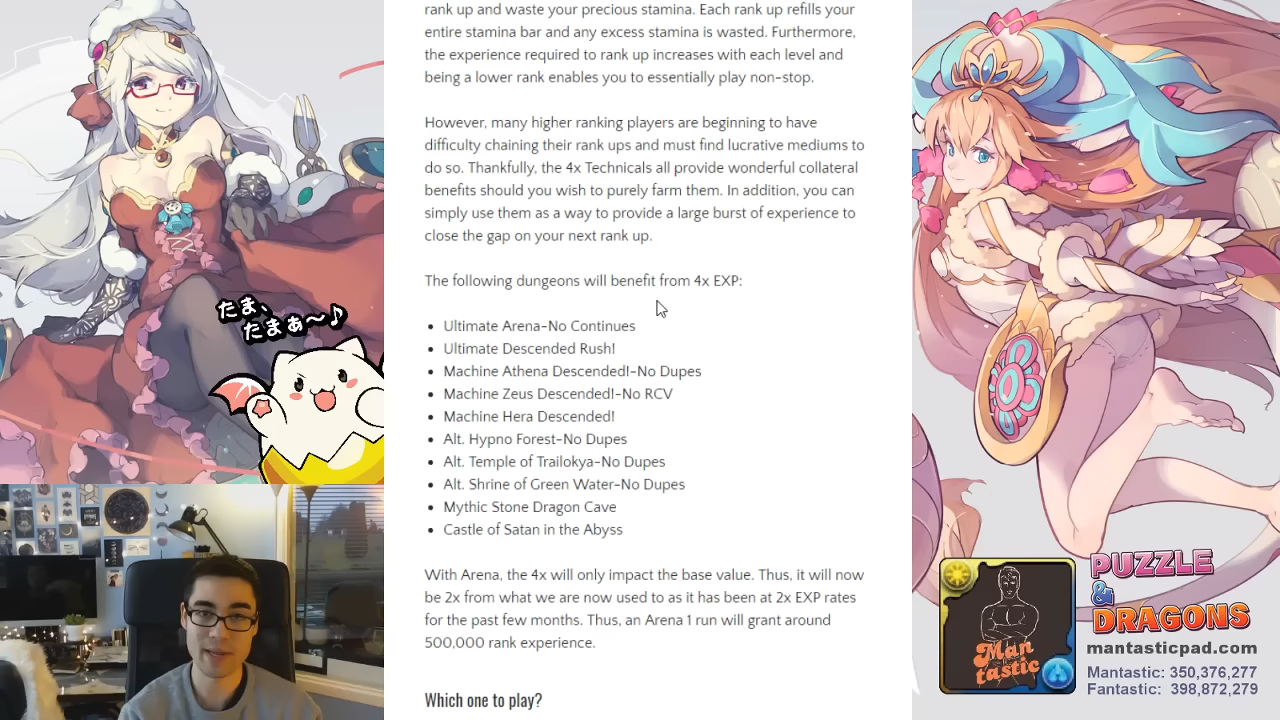 rank up and waste your precious stamina. Each rank up refills your
entire stamina bar and any excess stamina is wasted. Furthermore,
the experience required to rank up increases with each level and
being a lower rank enables you to essentially play non-stop.
However, many higher ranking players are beginning to have
difficulty chaining their rank ups and must find lucrative mediums to
do so. Thankfully, the 4x Technicals all provide wonderful collateral
benefits should you wish to purely farm them. In addition, you can
simply use them as a way to provide a large burst of experience to
close the gap on your next rank up.
The following dungeons will benefit from 4x EXP:
• Ultimate Arena-No Continues
• Ultimate Descended Rush!
• Machine Athena Descended!-No Dupes
• Machine Zeus Descended!-No RCV
• Machine Hera Descended!
• Alt. Hypno Forest-No Dupes
• Alt. Temple of Trailokya-No Dupes
• Alt. Shrine of Green Water-No Dupes
• Mythic Stone Dragon Cave
• Castle of Satan in the Abyss
With Arena, the 4x will only impact the base value. Thus, it will now
be 2x from what we are now used to as it has been at 2x EXP rates
for the past few months. Thus, an Arena 1 run will grant around
500,000 rank experience.
Which one to play?
たま、
たまぁ〜♪
Man
tastic
PUZZLE
&
DRAGONS
mantasticpad.com
Mantastic: 350,376,277
Fantastic: 398,872,279